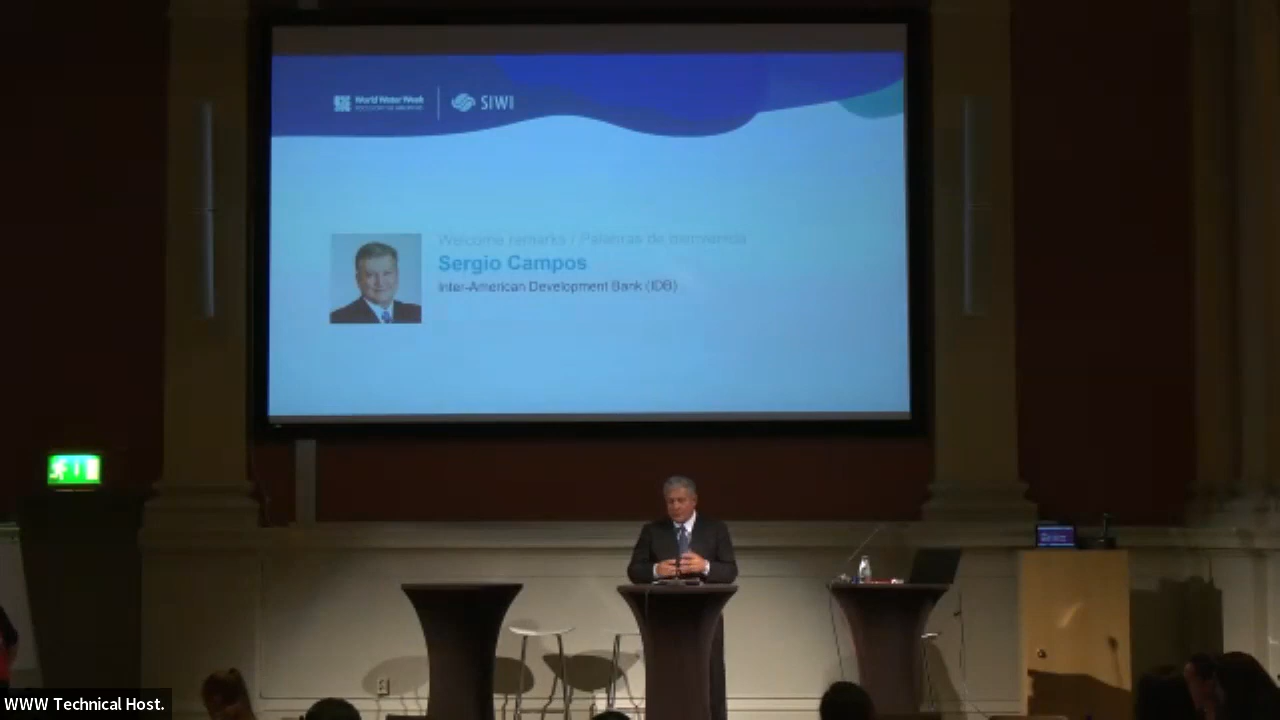 World Water Week
SIWI
Welcome remarks / Palabras de bienvenida
Sergio Campos
Inter-American Development Bank (IDB)
WWW Technical Host.